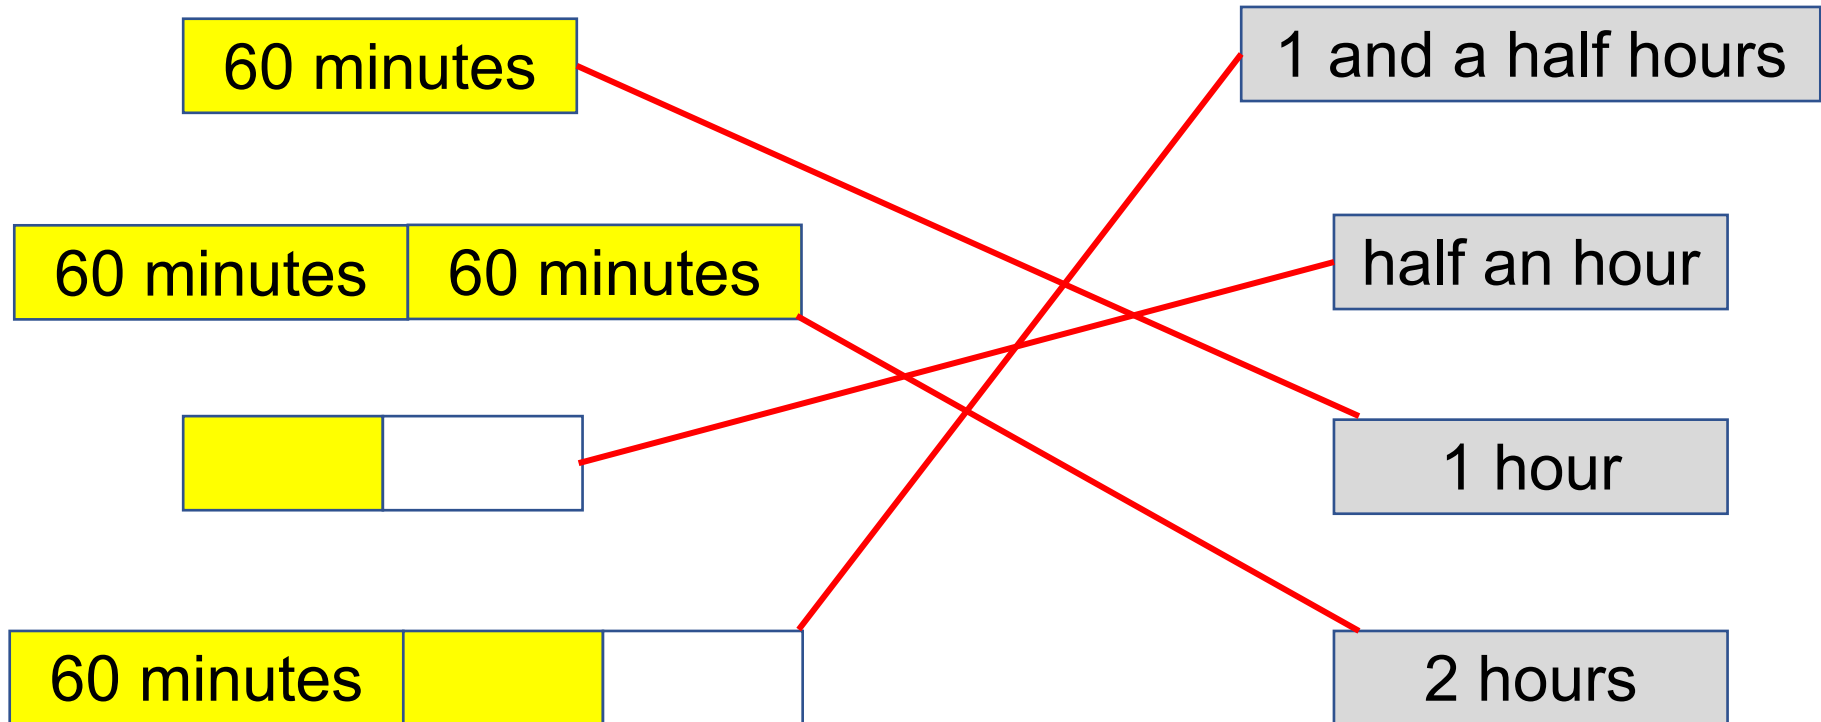 60 minutes
1 and a half hours
60 minutes 60 minutes
half an hour
1 hour
60 minutes
2 hours